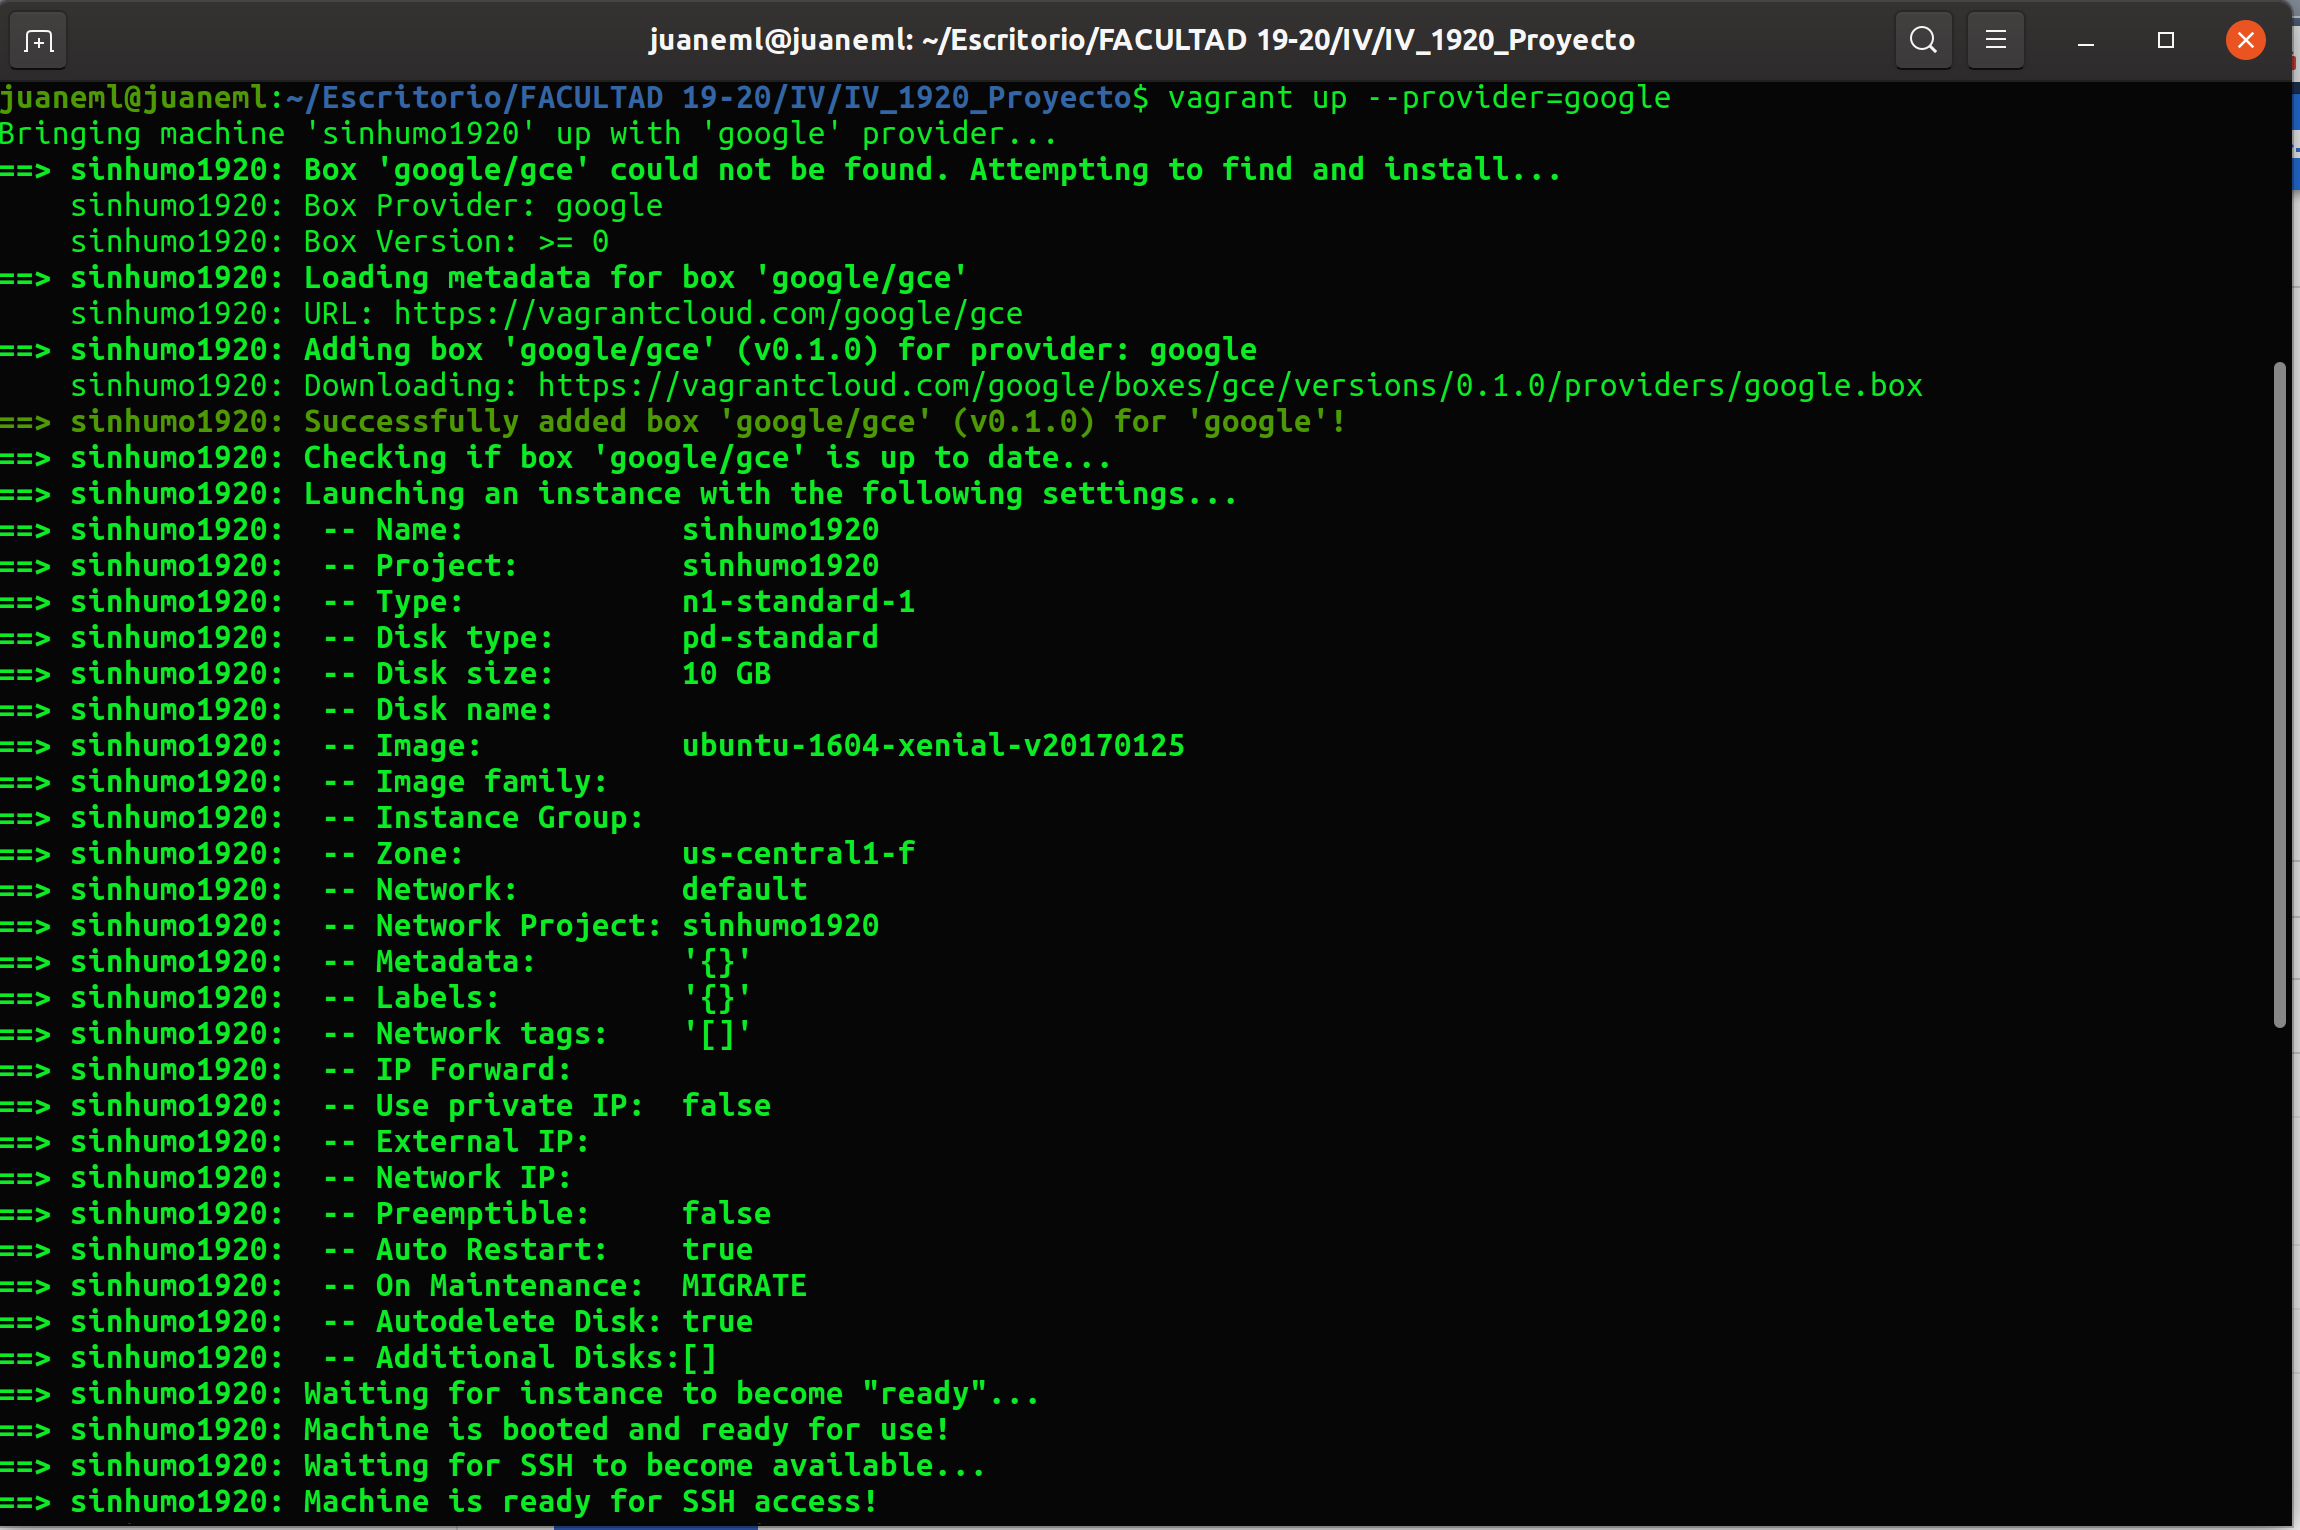 juaneml@juaneml: ~/Escritorio/FACULTAD 19-20/IV/IV_1920_Proyecto
juaneml@juaneml:~/Escritorio/FACULTAD 19-20/IV/IV_1920_Proyecto$ vagrant up --provider=google
Bringing machine 'sinhumo1920' up with 'google' provider...
==> sinhumo1920: Box 'google/gce' could not be found. Attempting to find and install...
    sinhumo1920: Box Provider: google
    sinhumo1920: Box Version: >= 0
==> sinhumo1920: Loading metadata for box 'google/gce'
    sinhumo1920: URL: https://vagrantcloud.com/google/gce
==> sinhumo1920: Adding box 'google/gce' (v0.1.0) for provider: google
    sinhumo1920: Downloading: https://vagrantcloud.com/google/boxes/gce/versions/0.1.0/providers/google.box
==> sinhumo1920: Successfully added box 'google/gce' (v0.1.0) for 'google'!
==> sinhumo1920: Checking if box 'google/gce' is up to date...
==> sinhumo1920: Launching an instance with the following settings...
==> sinhumo1920:  -- Name:            sinhumo1920
==> sinhumo1920:  -- Project:         sinhumo1920
==> sinhumo1920:  -- Type:            n1-standard-1
==> sinhumo1920:  -- Disk type:       pd-standard
==> sinhumo1920:  -- Disk size:       10 GB
==> sinhumo1920:  -- Disk name:
==> sinhumo1920:  -- Image:           ubuntu-1604-xenial-v20170125
==> sinhumo1920:  -- Image family:
==> sinhumo1920:  -- Instance Group:
==> sinhumo1920:  -- Zone:            us-central1-f
==> sinhumo1920:  -- Network:         default
==> sinhumo1920:  -- Network Project: sinhumo1920
==> sinhumo1920:  -- Metadata:        '{}'
==> sinhumo1920:  -- Labels:          '{}'
==> sinhumo1920:  -- Network tags:    '[]'
==> sinhumo1920:  -- IP Forward:
==> sinhumo1920:  -- Use private IP:  false
==> sinhumo1920:  -- External IP:
==> sinhumo1920:  -- Network IP:
==> sinhumo1920:  -- Preemptible:     false
==> sinhumo1920:  -- Auto Restart:    true
==> sinhumo1920:  -- On Maintenance:  MIGRATE
==> sinhumo1920:  -- Autodelete Disk: true
==> sinhumo1920:  -- Additional Disks:[]
==> sinhumo1920: Waiting for instance to become "ready"...
==> sinhumo1920: Machine is booted and ready for use!
==> sinhumo1920: Waiting for SSH to become available...
==> sinhumo1920: Machine is ready for SSH access!